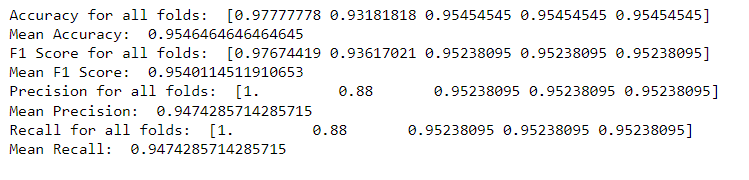 Accuracy for all folds:  [0.97777778 0.93181818 0.95454545 0.95454545 0.95454545]
Mean Accuracy:  0.9546464646464645
F1 Score for all folds:  [0.97674419 0.93617021 0.95238095 0.95238095 0.95238095]
Mean F1 Score:  0.9540114511910653
Precision for all folds:  [1.         0.88       0.95238095 0.95238095 0.95238095]
Mean Precision:  0.9474285714285715
Recall for all folds:  [1.         0.88       0.95238095 0.95238095 0.95238095]
Mean Recall:  0.9474285714285715